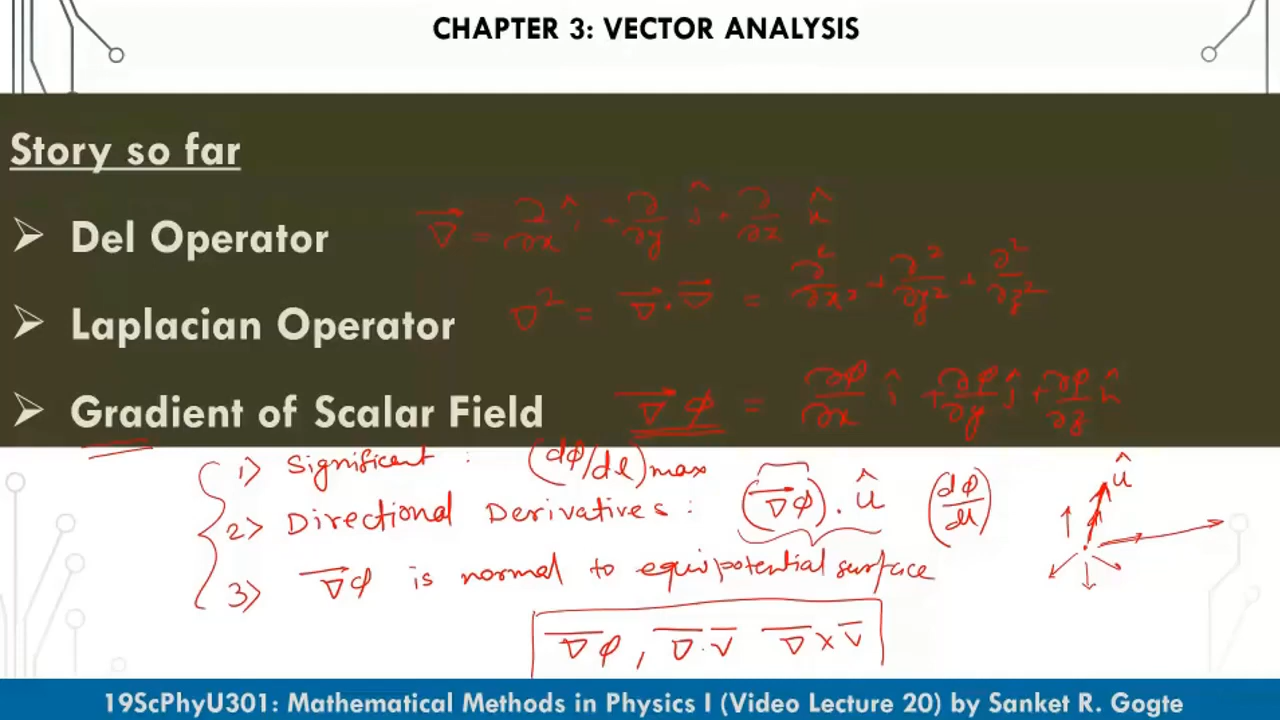 CHAPTER 3: VECTOR ANALYSIS
Story so far
➢ Del Operator ∇⃗ = ∂/∂x î + ∂/∂y ĵ + ∂/∂z k̂
➢ Laplacian Operator ∇² = ∇⃗ · ∇⃗ = ∂²/∂x² + ∂²/∂y² + ∂²/∂z²
➢ Gradient of Scalar Field ∇⃗φ = ∂φ/∂x î + ∂φ/∂y ĵ + ∂φ/∂z k̂
1) Significant : (dφ/dl)max
2) Directional Derivatives : (∇⃗φ) · û (dφ/dl) û
3) ∇⃗φ is normal to equipotential surface
∇⃗φ, ∇⃗·v⃗ ∇⃗×v⃗
19ScPhyU301: Mathematical Methods in Physics I (Video Lecture 20) by Sanket R. Gogte